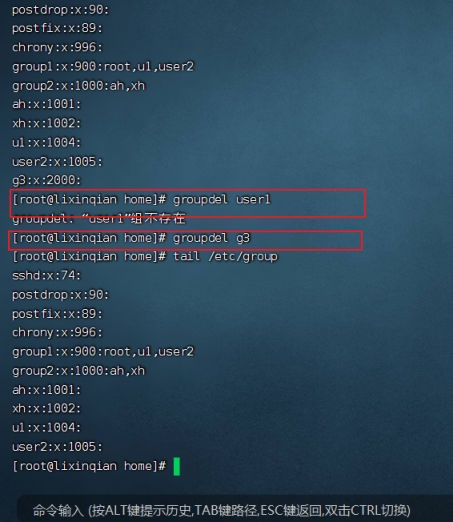 postdrop:x:90:
postfix:x:89:
chrony:x:996:
group1:x:900:root,u1,user2
group2:x:1000:ah,xh
ah:x:1001:
xh:x:1002:
u1:x:1004:
user2:x:1005:
g3:x:2000:
[root@lixinqian home]# groupdel user1
groupdel: “user1”组不存在
[root@lixinqian home]# groupdel g3
[root@lixinqian home]# tail /etc/group
sshd:x:74:
postdrop:x:90:
postfix:x:89:
chrony:x:996:
group1:x:900:root,u1,user2
group2:x:1000:ah,xh
ah:x:1001:
xh:x:1002:
u1:x:1004:
user2:x:1005:
[root@lixinqian home]#
命令输入 (按ALT键提示历史,TAB键路径,ESC键返回,双击CTRL切换)